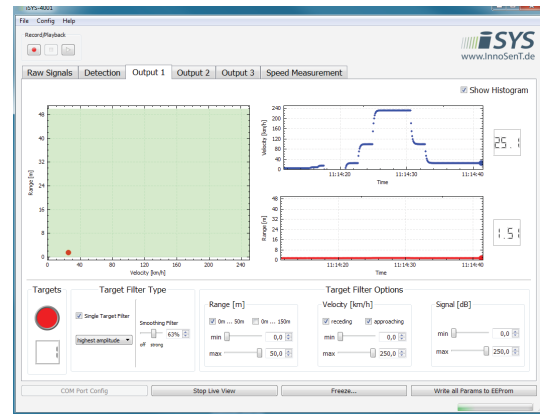 iSYS-4001
File Config Help
Record/Playback
iSYS
www.InnoSenT.de
Raw Signals Detection Output 1 Output 2 Output 3 Speed Measurement
Show Histogram
48
40
32
24
16
8
0
Range [m]
0 40 80 120 160 200 240
Velocity [km/h]
240
200
160
120
80
40
0
Velocity [km/h]
11:14:20 11:14:30 11:14:40
Time
25.1
48
40
32
24
16
8
0
Range [m]
11:14:20 11:14:30 11:14:40
Time
1.51
Targets
1
Target Filter Type
Single Target Filter
highest amplitude
Smoothing Filter
63%
off strong
Target Filter Options
Range [m]
0m ... 50m 0m ... 150m
min 0,0
max 50,0
Velocity [km/h]
receding approaching
min 0,0
max 250,0
Signal [dB]
min 0,0
max 250,0
COM Port Config Stop Live View Freeze... Write all Params to EEProm